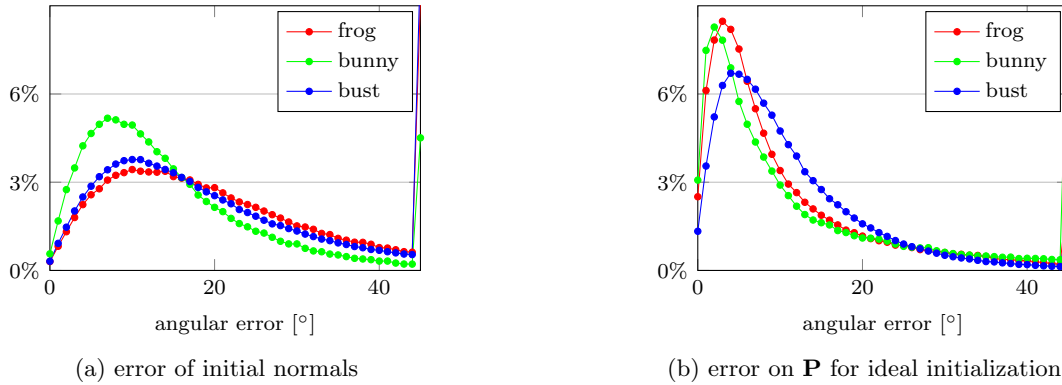 frog
bunny
bust
6%
3%
0%
0
20
40
angular error [°]
(a) error of initial normals
frog
bunny
bust
6%
3%
0%
0
20
40
angular error [°]
(b) error on P for ideal initialization